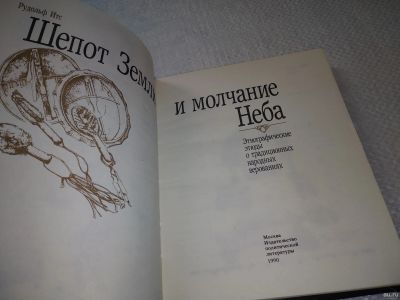 Рудольф Итс
Шепот Земли
и молчание
Неба
Этнографические
этюды
о традиционных
народных
верованиях
Москва
Издательство
политической
литературы
1990